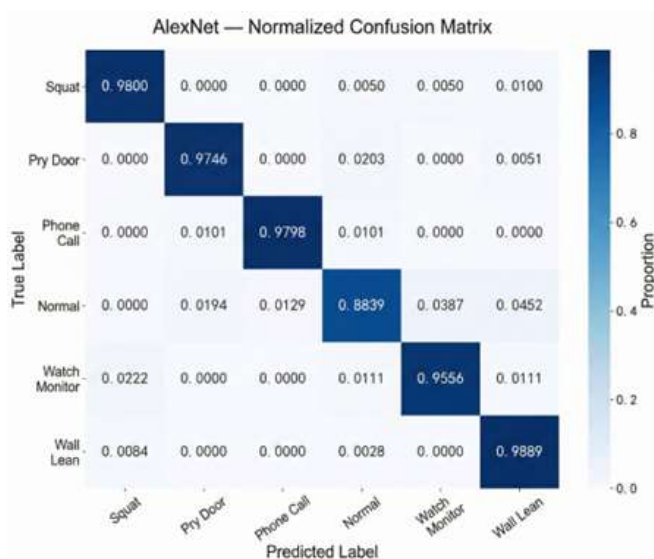 AlexNet — Normalized Confusion Matrix
Squat 0. 9800 0. 0000 0. 0000 0. 0050 0. 0050 0. 0100
Pry Door 0. 0000 0. 9746 0. 0000 0. 0203 0. 0000 0. 0051
Phone
Call 0. 0000 0. 0101 0. 9798 0. 0101 0. 0000 0. 0000
Normal 0. 0000 0. 0194 0. 0129 0. 8839 0. 0387 0. 0452
Watch
Monitor 0. 0222 0. 0000 0. 0000 0. 0111 0. 9556 0. 0111
Wall
Lean 0. 0084 0. 0000 0. 0000 0. 0028 0. 0000 0. 9889
True Label
Squat Pry Door Phone Call Normal Watch Monitor Wall Lean
Predicted Label
0.8
0.6
0.4
0.2
0.0
Proportion